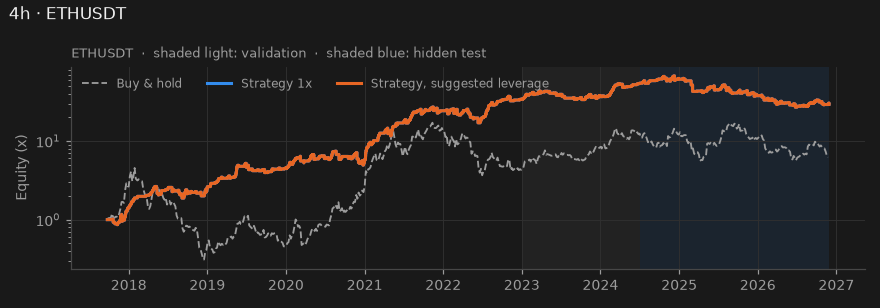 4h · ETHUSDT
ETHUSDT · shaded light: validation · shaded blue: hidden test
Buy & hold Strategy 1x Strategy, suggested leverage
Equity (x)
10¹
10⁰
2018 2019 2020 2021 2022 2023 2024 2025 2026 2027